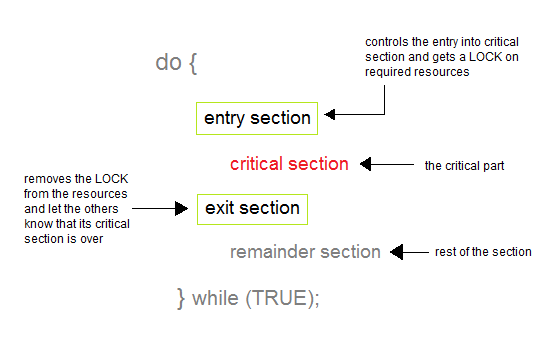 controls the entry into critical
section and gets a LOCK on
required resources
do {
entry section
critical section
the critical part
removes the LOCK
from the resources
and let the others
know that its critical
section is over
exit section
remainder section
rest of the section
} while (TRUE);